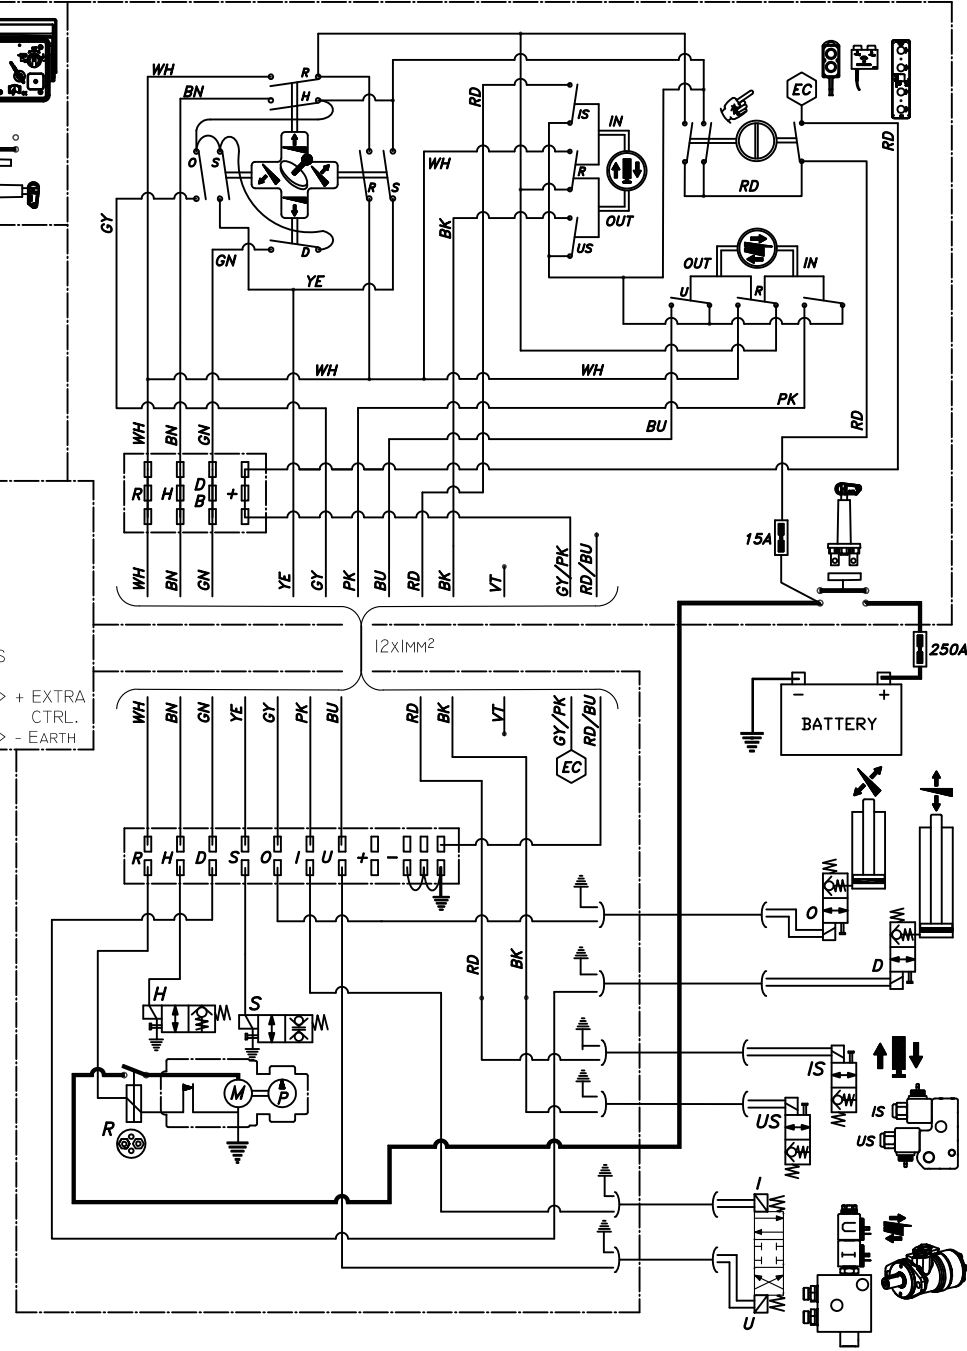 WH
R
BN
H
O
S
R
S
D
GY
GN
YE
RD
IS
IN
WH
R
BK
OUT
US
EC
RD
RD
OUT
IN
U
R
WH
WH
PK
BU
RD
WH
BN
GN
R
H
D
B
+
15A
WH
BN
GN
YE
GY
PK
BU
RD
BK
VT
GY/PK
RD/BU
12x1mm²
S
+ EXTRA
CTRL.
- EARTH
250A
-
+
BATTERY
WH
BN
GN
YE
GY
PK
BU
RD
BK
VT
GY/PK
RD/BU
EC
R
H
D
S
O
I
U
+
-
O
D
RD
BK
H
S
IS
IS
US
US
M
P
R
I
U
U
I